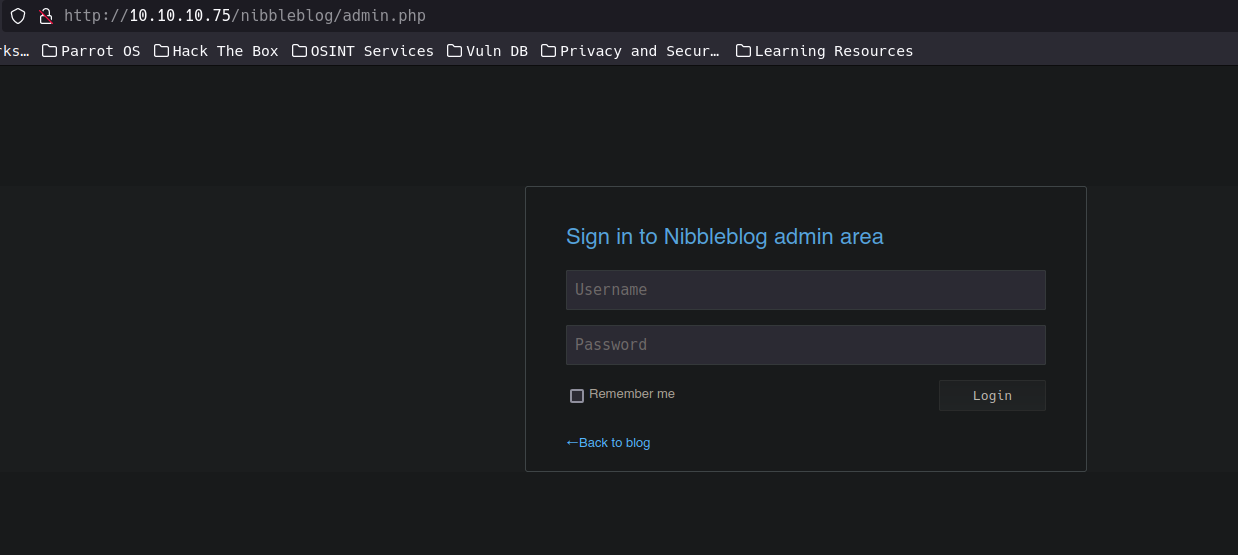 http://10.10.10.75/nibbleblog/admin.php
rks… Parrot OS Hack The Box OSINT Services Vuln DB Privacy and Secur… Learning Resources
Sign in to Nibbleblog admin area
Username
Password
Remember me Login
←Back to blog